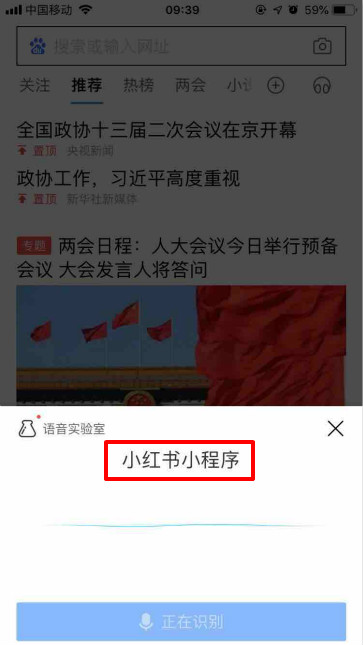 中国移动 09:39 59%
搜索或输入网址
关注 推荐 热榜 两会 小
全国政协十三届二次会议在京开幕
置顶 央视新闻
政协工作，习近平高度重视
置顶 新华社新媒体
专题 两会日程：人大会议今日举行预备
会议 大会发言人将答问
语音实验室
小红书小程序
正在识别